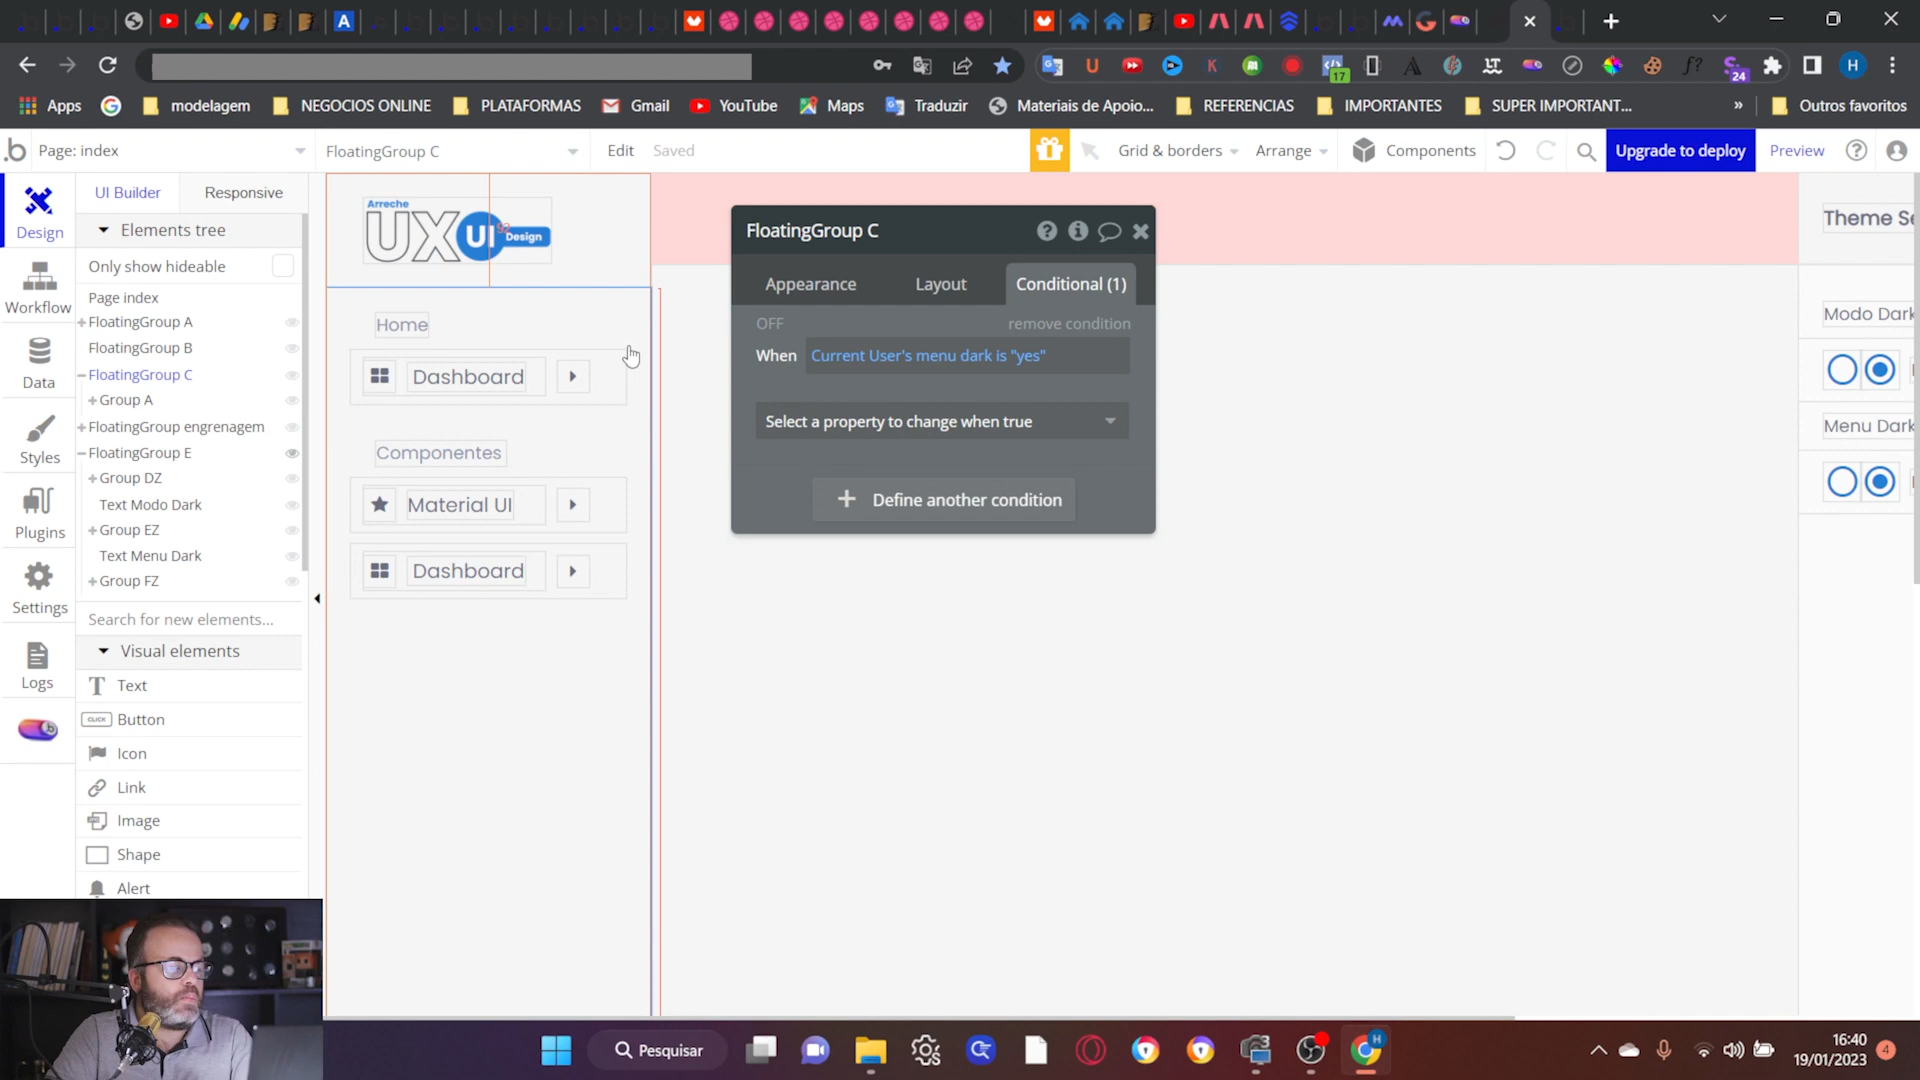 17
24
H
Apps
modelagem
NEGOCIOS ONLINE
PLATAFORMAS
Gmail
YouTube
Maps
Traduzir
Materiais de Apoio...
REFERENCIAS
IMPORTANTES
SUPER IMPORTANT...
»
Outros favoritos
.b
Page: index
FloatingGroup C
Edit
Saved
Grid & borders
Arrange
Components
Upgrade to deploy
Preview
Design
Workflow
Data
Styles
Plugins
Settings
Logs
UI Builder
Responsive
Elements tree
Only show hideable
Page index
FloatingGroup A
FloatingGroup B
FloatingGroup C
Group A
FloatingGroup engrenagem
FloatingGroup E
Group DZ
Text Modo Dark
Group EZ
Text Menu Dark
Group FZ
Search for new elements...
Visual elements
Text
CLICK
Button
Icon
Link
Image
Shape
Alert
Arreche
UX UI Design
Home
Dashboard
Componentes
Material UI
Dashboard
FloatingGroup C
Appearance
Layout
Conditional (1)
OFF
remove condition
When
Current User's menu dark is "yes"
Select a property to change when true
Define another condition
Theme Se
Modo Dark
Menu Dark
Pesquisar
H
16:40
19/01/2023
4